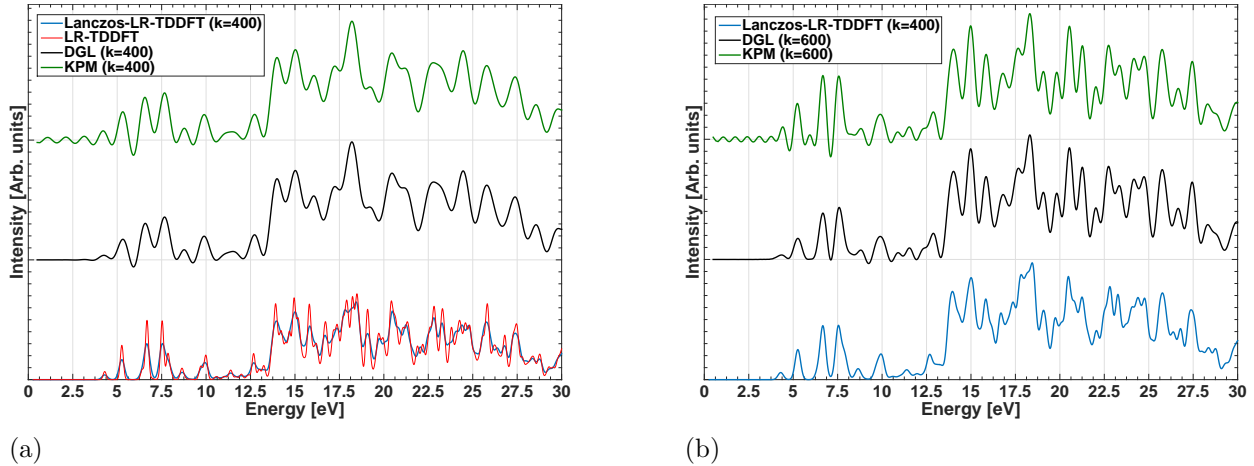 Lanczos-LR-TDDFT (k=400)
LR-TDDFT
DGL (k=400)
KPM (k=400)
Intensity [Arb. units]
0 2.5 5 7.5 10 12.5 15 17.5 20 22.5 25 27.5 30
Energy [eV]
(a)
Lanczos-LR-TDDFT (k=400)
DGL (k=600)
KPM (k=600)
Intensity [Arb. units]
0 2.5 5 7.5 10 12.5 15 17.5 20 22.5 25 27.5 30
Energy [eV]
(b)